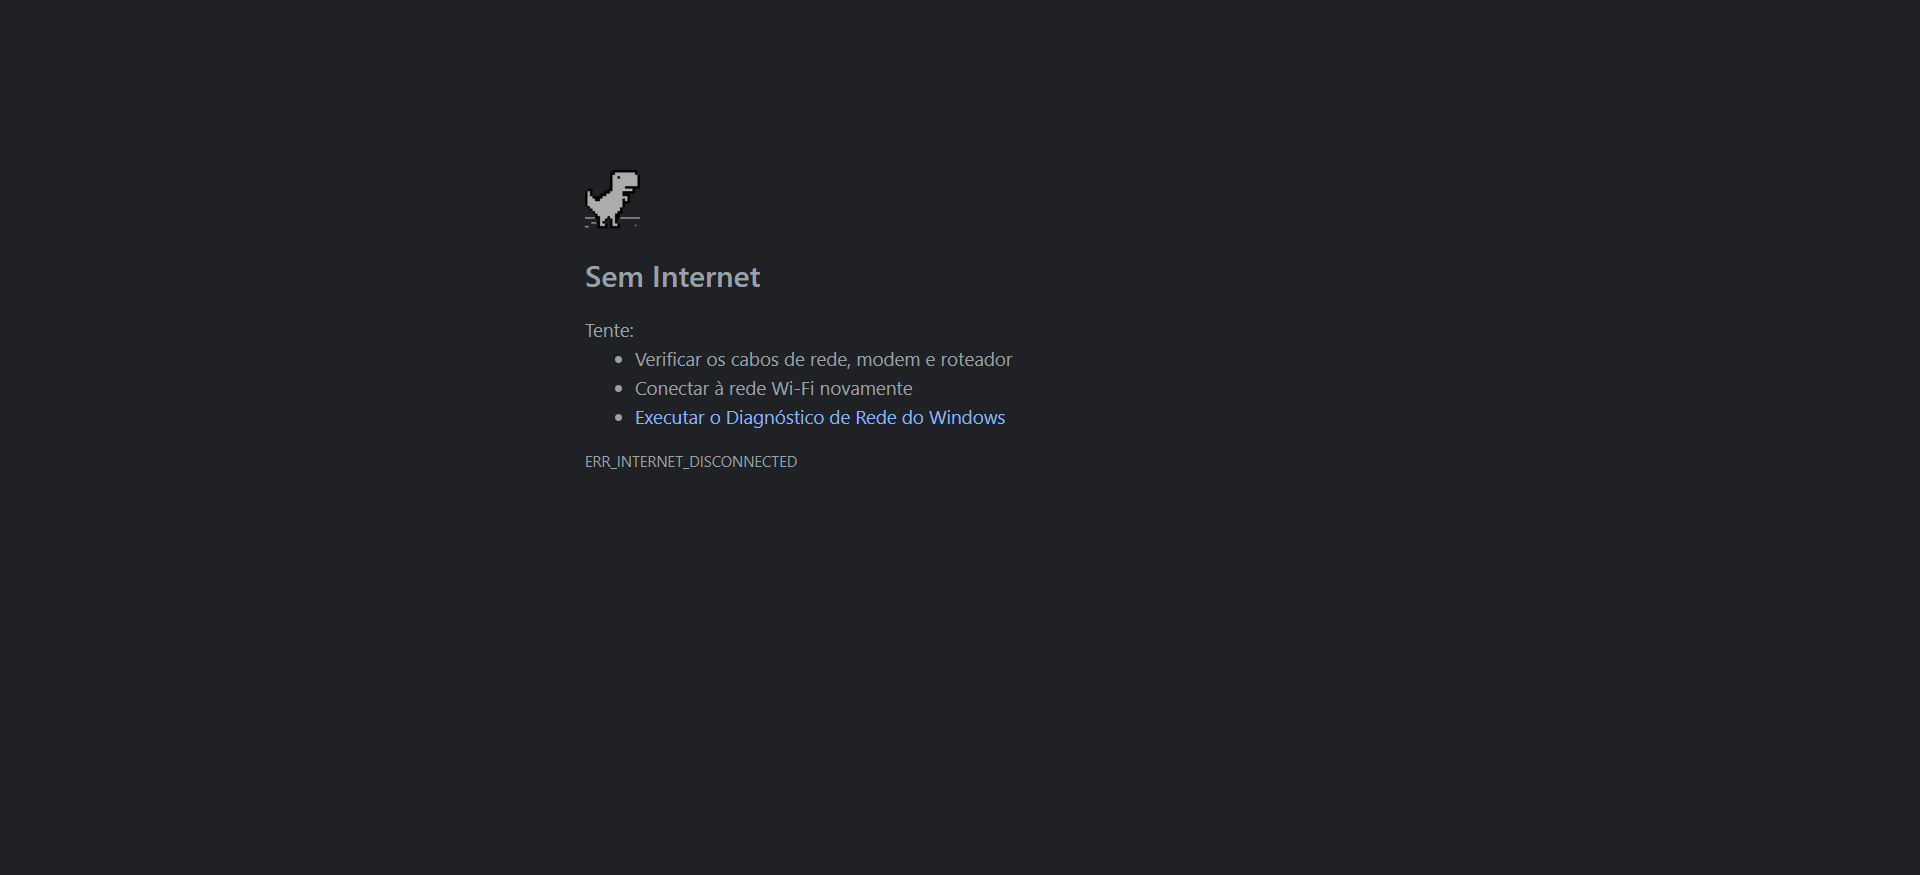 Sem Internet
Tente:
Verificar os cabos de rede, modem e roteador
Conectar à rede Wi-Fi novamente
Executar o Diagnóstico de Rede do Windows
ERR_INTERNET_DISCONNECTED